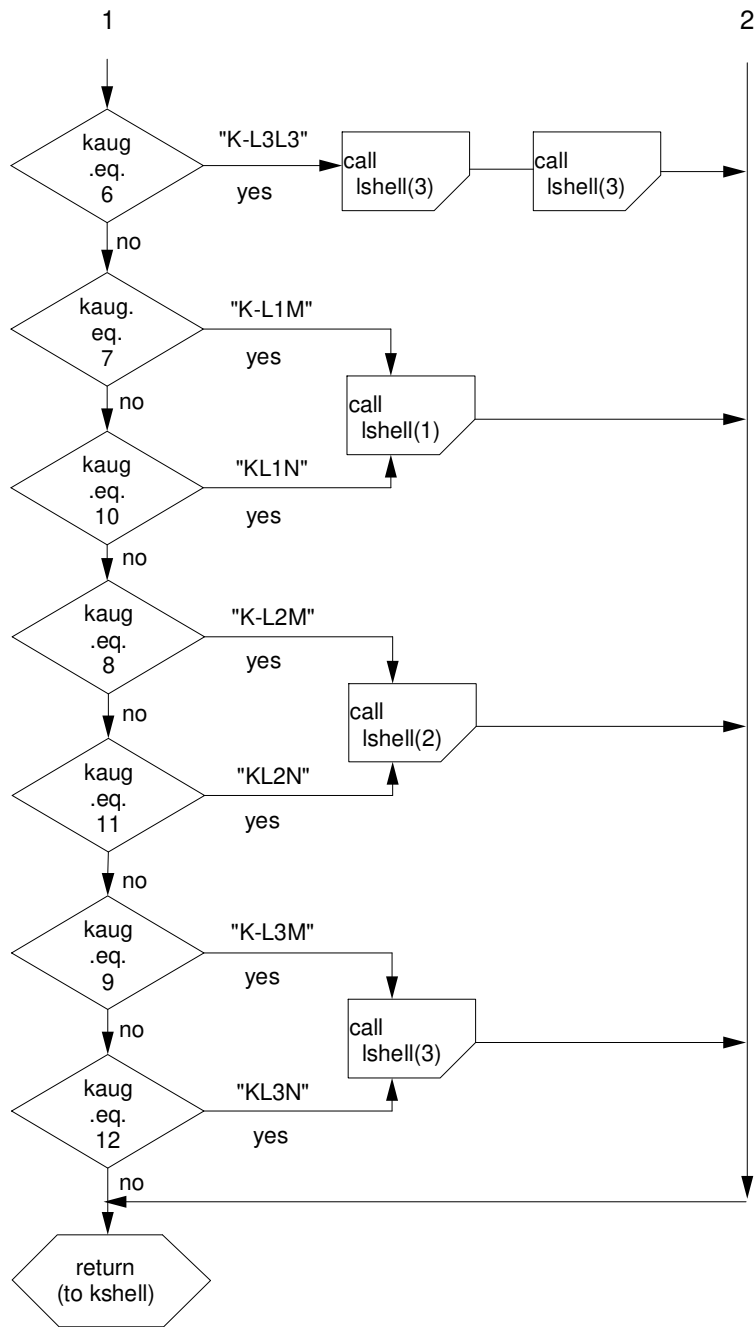 1
2
kaug
.eq.
6
"K-L3L3"
yes
call
lshell(3)
call
lshell(3)
no
kaug.
eq.
7
"K-L1M"
yes
call
lshell(1)
no
kaug
.eq.
10
"KL1N"
yes
no
kaug
.eq.
8
"K-L2M"
yes
call
lshell(2)
no
kaug
.eq.
11
"KL2N"
yes
no
kaug
.eq.
9
"K-L3M"
yes
call
lshell(3)
no
kaug
.eq.
12
"KL3N"
yes
no
return
(to kshell)